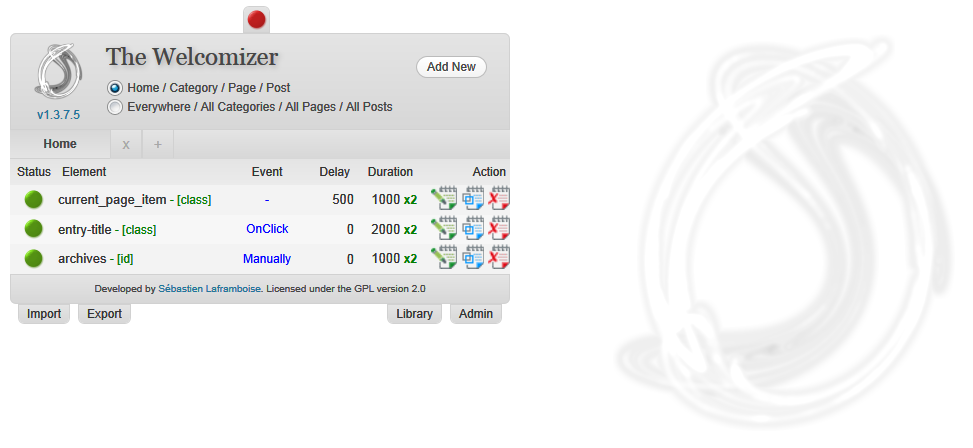 The Welcomizer
Add New
Home / Category / Page / Post
Everywhere / All Categories / All Pages / All Posts
v1.3.7.5
Home x +
Status Element Event Delay Duration Action
current_page_item - [class] - 500 1000 x2
entry-title - [class] OnClick 0 2000 x2
archives - [id] Manually 0 1000 x2
Developed by Sébastien Laframboise. Licensed under the GPL version 2.0
Import Export Library Admin